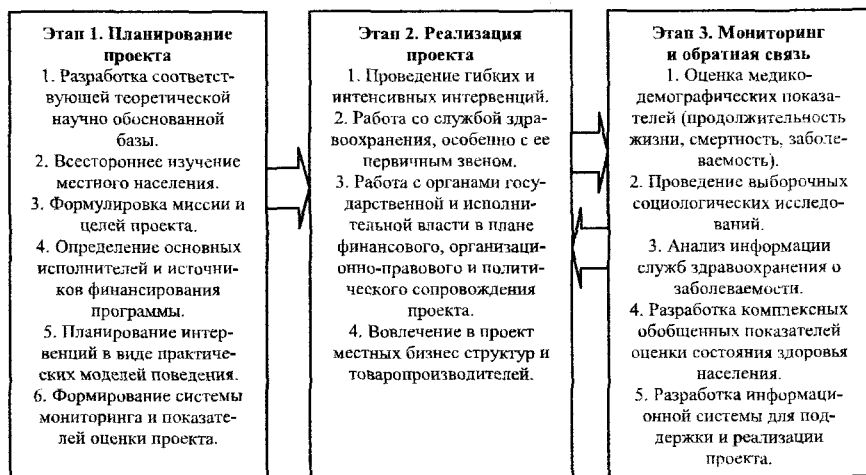 Этап 1. Планирование
проекта
1. Разработка соответст-
вующей теоретической
научно обоснованной
базы.
2. Всестороннее изучение
местного населения.
3. Формулировка миссии и
целей проекта.
4. Определение основных
исполнителей и источни-
ков финансирования
программы.
5. Планирование интер-
венций в виде практиче-
ских моделей поведения.
6. Формирование системы
мониторинга и показате-
лей оценки проекта.
Этап 2. Реализация
проекта
1. Проведение гибких и
интенсивных интервенций.
2. Работа со службой здра-
воохранения, особенно с ее
первичным звеном.
3. Работа с органами госу-
дарственной и исполни-
тельной власти в плане
финансового, организаци-
онно-правового и полити-
ческого сопровождения
проекта.
4. Вовлечение в проект
местных бизнес структур и
товаропроизводителей.
Этап 3. Мониторинг
и обратная связь
1. Оценка медико-
демографических показа-
телей (продолжительность
жизни, смертность, заболе-
ваемость).
2. Проведение выборочных
социологических исследо-
ваний.
3. Анализ информации
служб здравоохранения о
заболеваемости.
4. Разработка комплексных
обобщенных показателей
оценки состояния здоровья
населения.
5. Разработка информаци-
онной системы для под-
держки и реализации
проекта.